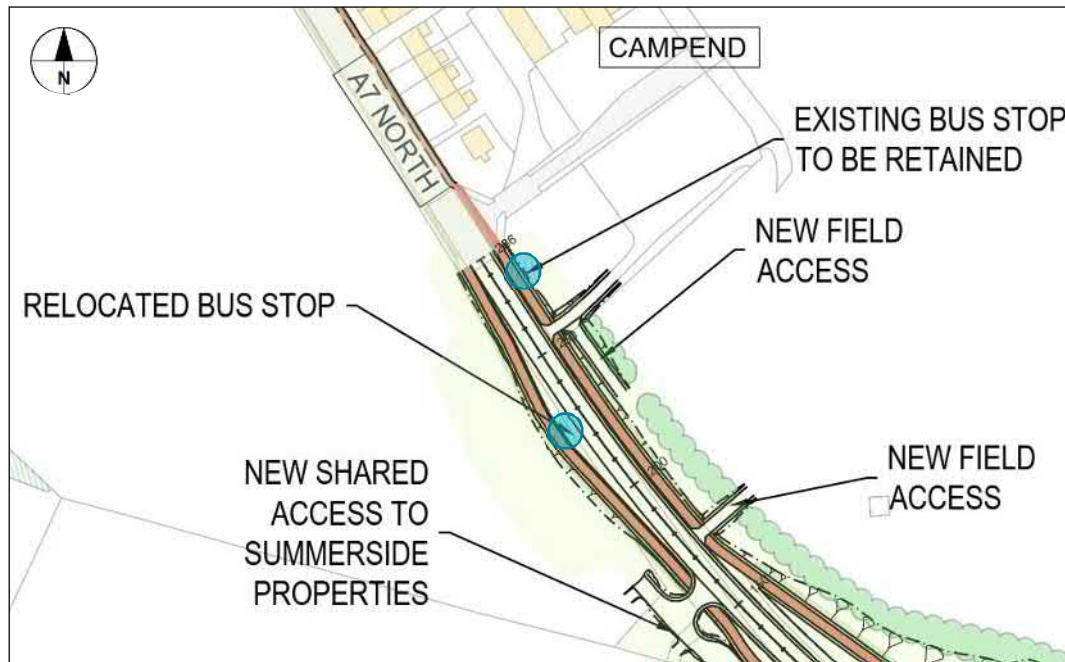 N
CAMPEND
A7 NORTH
EXISTING BUS STOP
TO BE RETAINED
NEW FIELD
ACCESS
RELOCATED BUS STOP
NEW SHARED
ACCESS TO
SUMMERSIDE
PROPERTIES
NEW FIELD
ACCESS